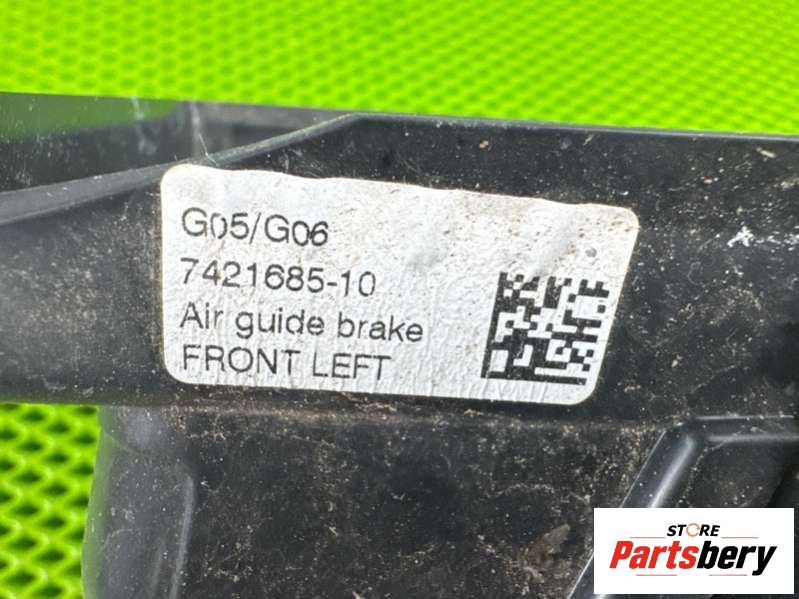 G05/G06
7421685-10
Air guide brake
FRONT LEFT
STORE
Partsbery